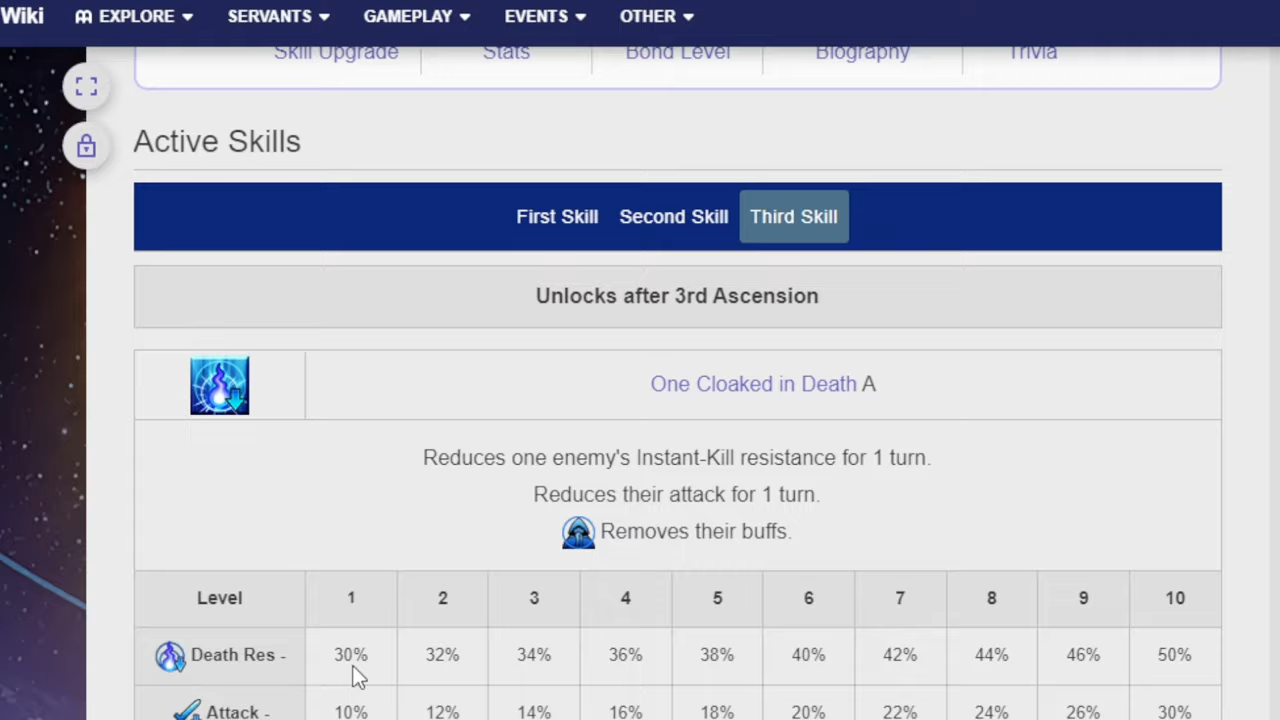 Wiki EXPLORE SERVANTS GAMEPLAY EVENTS OTHER
Skill Upgrade Stats Bond Level Biography Trivia
Active Skills
First Skill Second Skill Third Skill
Unlocks after 3rd Ascension
One Cloaked in Death A
Reduces one enemy's Instant-Kill resistance for 1 turn.
Reduces their attack for 1 turn.
Removes their buffs.
Level 1 2 3 4 5 6 7 8 9 10
Death Res - 30% 32% 34% 36% 38% 40% 42% 44% 46% 50%
Attack - 10% 12% 14% 16% 18% 20% 22% 24% 26% 30%